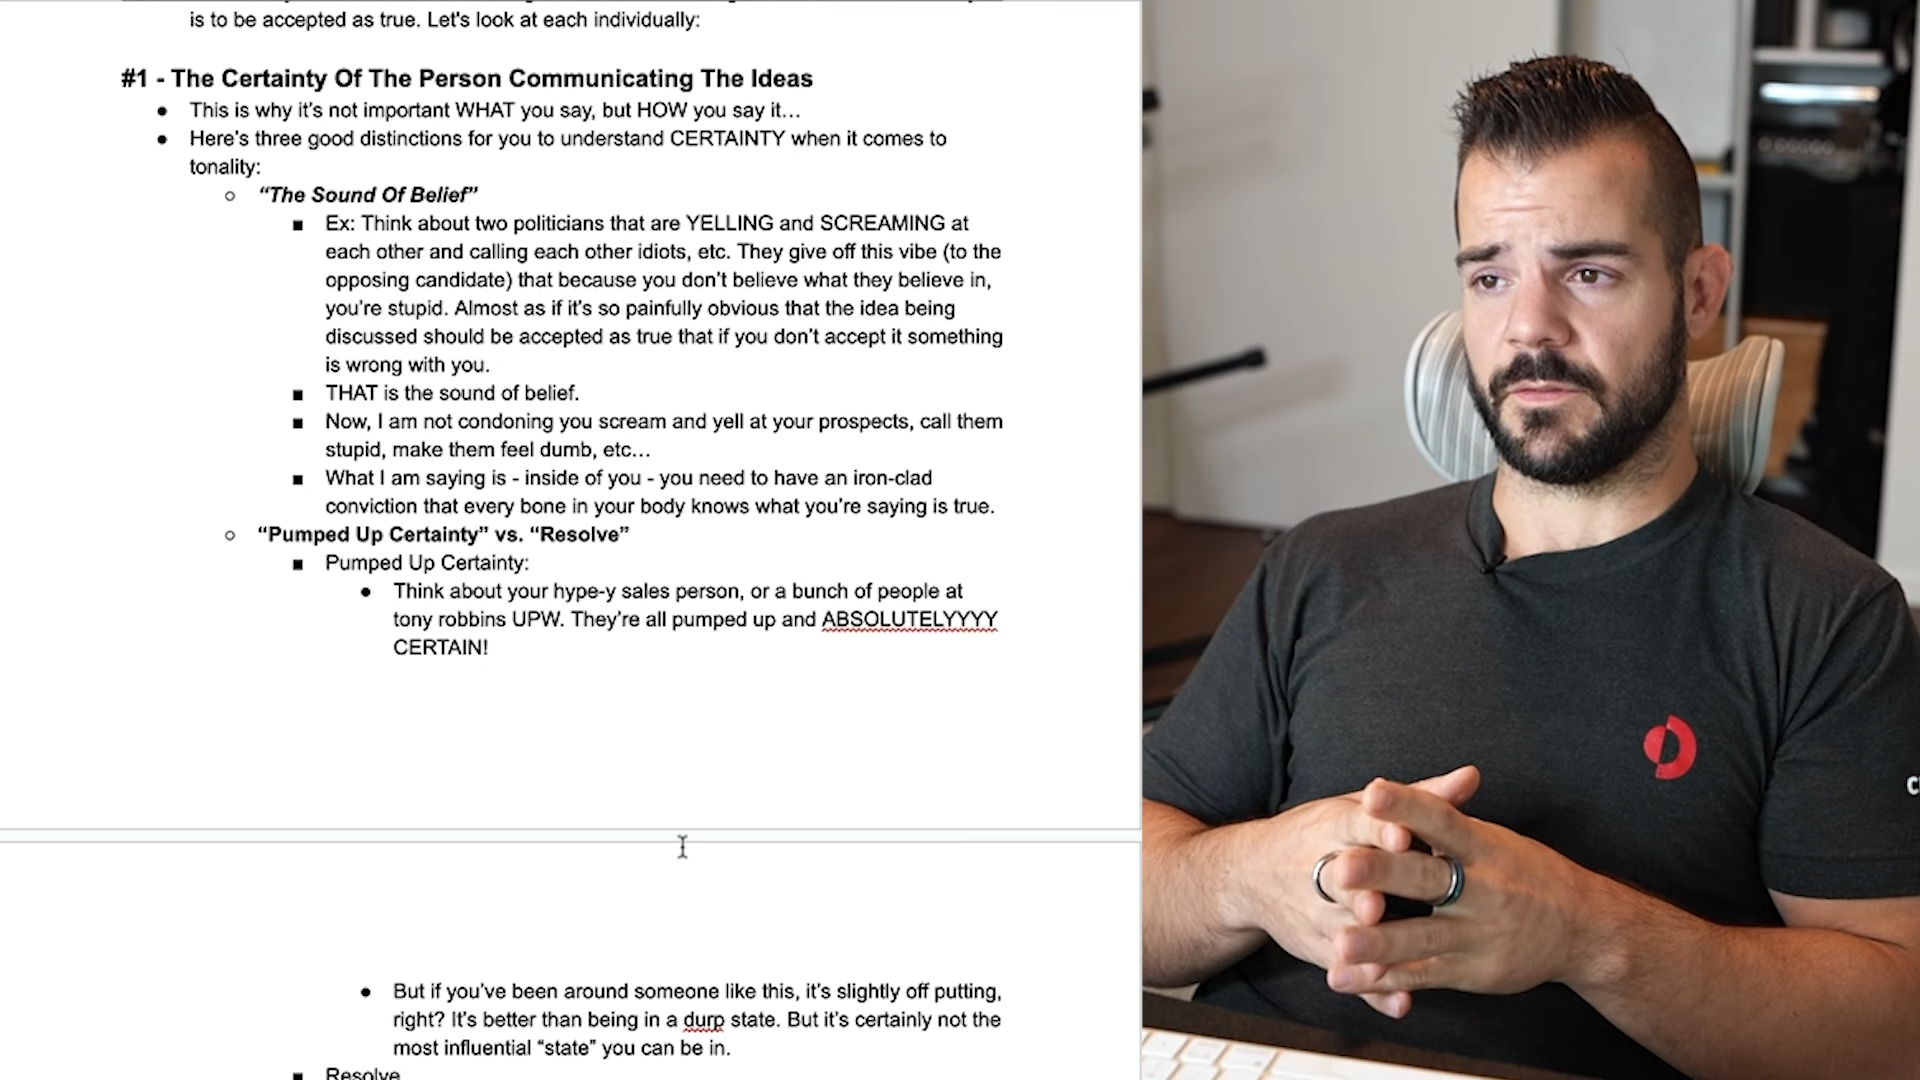 is to be accepted as true. Let's look at each individually:
#1 - The Certainty Of The Person Communicating The Ideas
● This is why it's not important WHAT you say, but HOW you say it...
● Here's three good distinctions for you to understand CERTAINTY when it comes to
tonality:
○ “The Sound Of Belief”
■ Ex: Think about two politicians that are YELLING and SCREAMING at
each other and calling each other idiots, etc. They give off this vibe (to the
opposing candidate) that because you don’t believe what they believe in,
you’re stupid. Almost as if it’s so painfully obvious that the idea being
discussed should be accepted as true that if you don’t accept it something
is wrong with you.
■ THAT is the sound of belief.
■ Now, I am not condoning you scream and yell at your prospects, call them
stupid, make them feel dumb, etc...
■ What I am saying is - inside of you - you need to have an iron-clad
conviction that every bone in your body knows what you’re saying is true.
○ “Pumped Up Certainty” vs. “Resolve”
■ Pumped Up Certainty:
● Think about your hype-y sales person, or a bunch of people at
tony robbins UPW. They’re all pumped up and ABSOLUTELYYYY
CERTAIN!
● But if you’ve been around someone like this, it’s slightly off putting,
right? It’s better than being in a durp state. But it’s certainly not the
most influential “state” you can be in.
■ Resolve